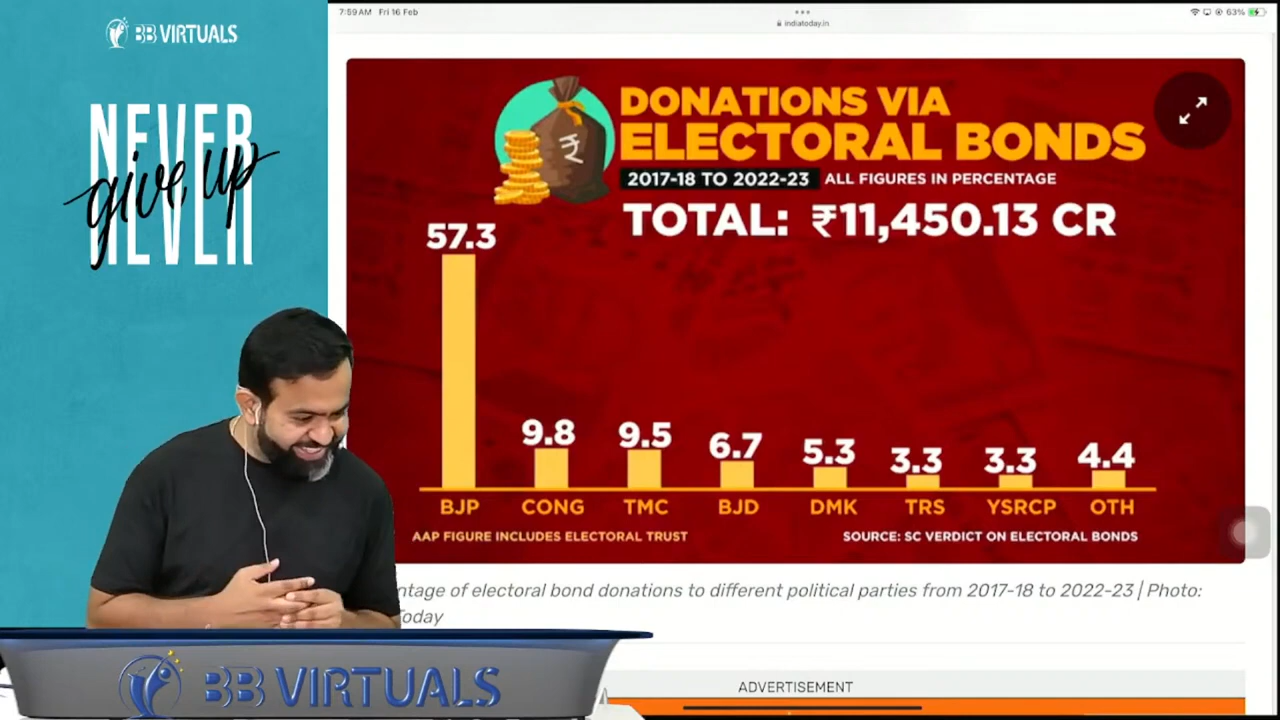 BB VIRTUALS
NEVER
give up
NEVER
7:59 AM Fri 16 Feb
63%
indiatoday.in
DONATIONS VIA
ELECTORAL BONDS
2017-18 TO 2022-23 ALL FIGURES IN PERCENTAGE
TOTAL: ₹11,450.13 CR
57.3 9.8 9.5 6.7 5.3 3.3 3.3 4.4
BJP CONG TMC BJD DMK TRS YSRCP OTH
AAP FIGURE INCLUDES ELECTORAL TRUST
SOURCE: SC VERDICT ON ELECTORAL BONDS
ntage of electoral bond donations to different political parties from 2017-18 to 2022-23 | Photo:
Today
ADVERTISEMENT
BB VIRTUALS